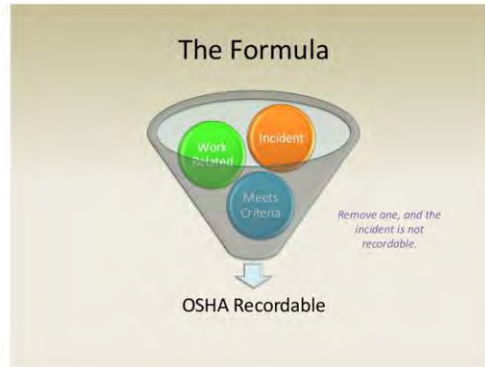 The Formula
Incident
Work
Related
Meets
Criteria
Remove one, and the
incident is not
recordable.
OSHA Recordable